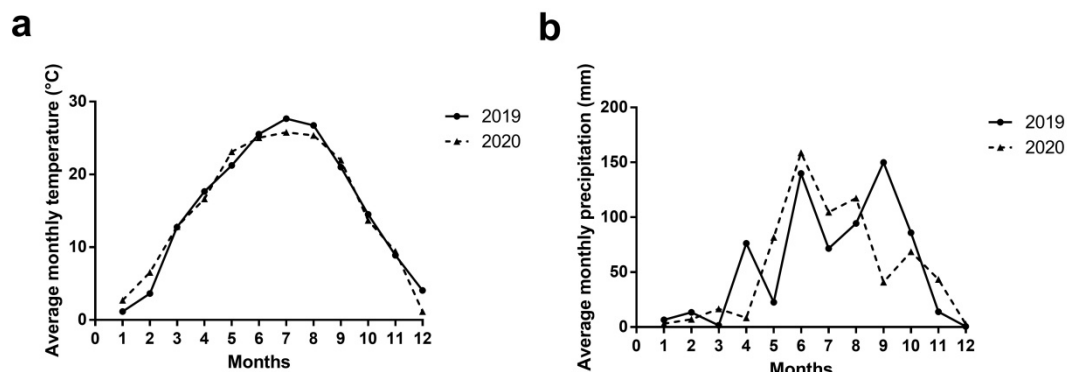 a
Average monthly temperature (°C)
30
20
10
0
0 1 2 3 4 5 6 7 8 9 10 11 12
Months
2019
2020
b
Average monthly precipitation (mm)
200
150
100
50
0
0 1 2 3 4 5 6 7 8 9 10 11 12
Months
2019
2020